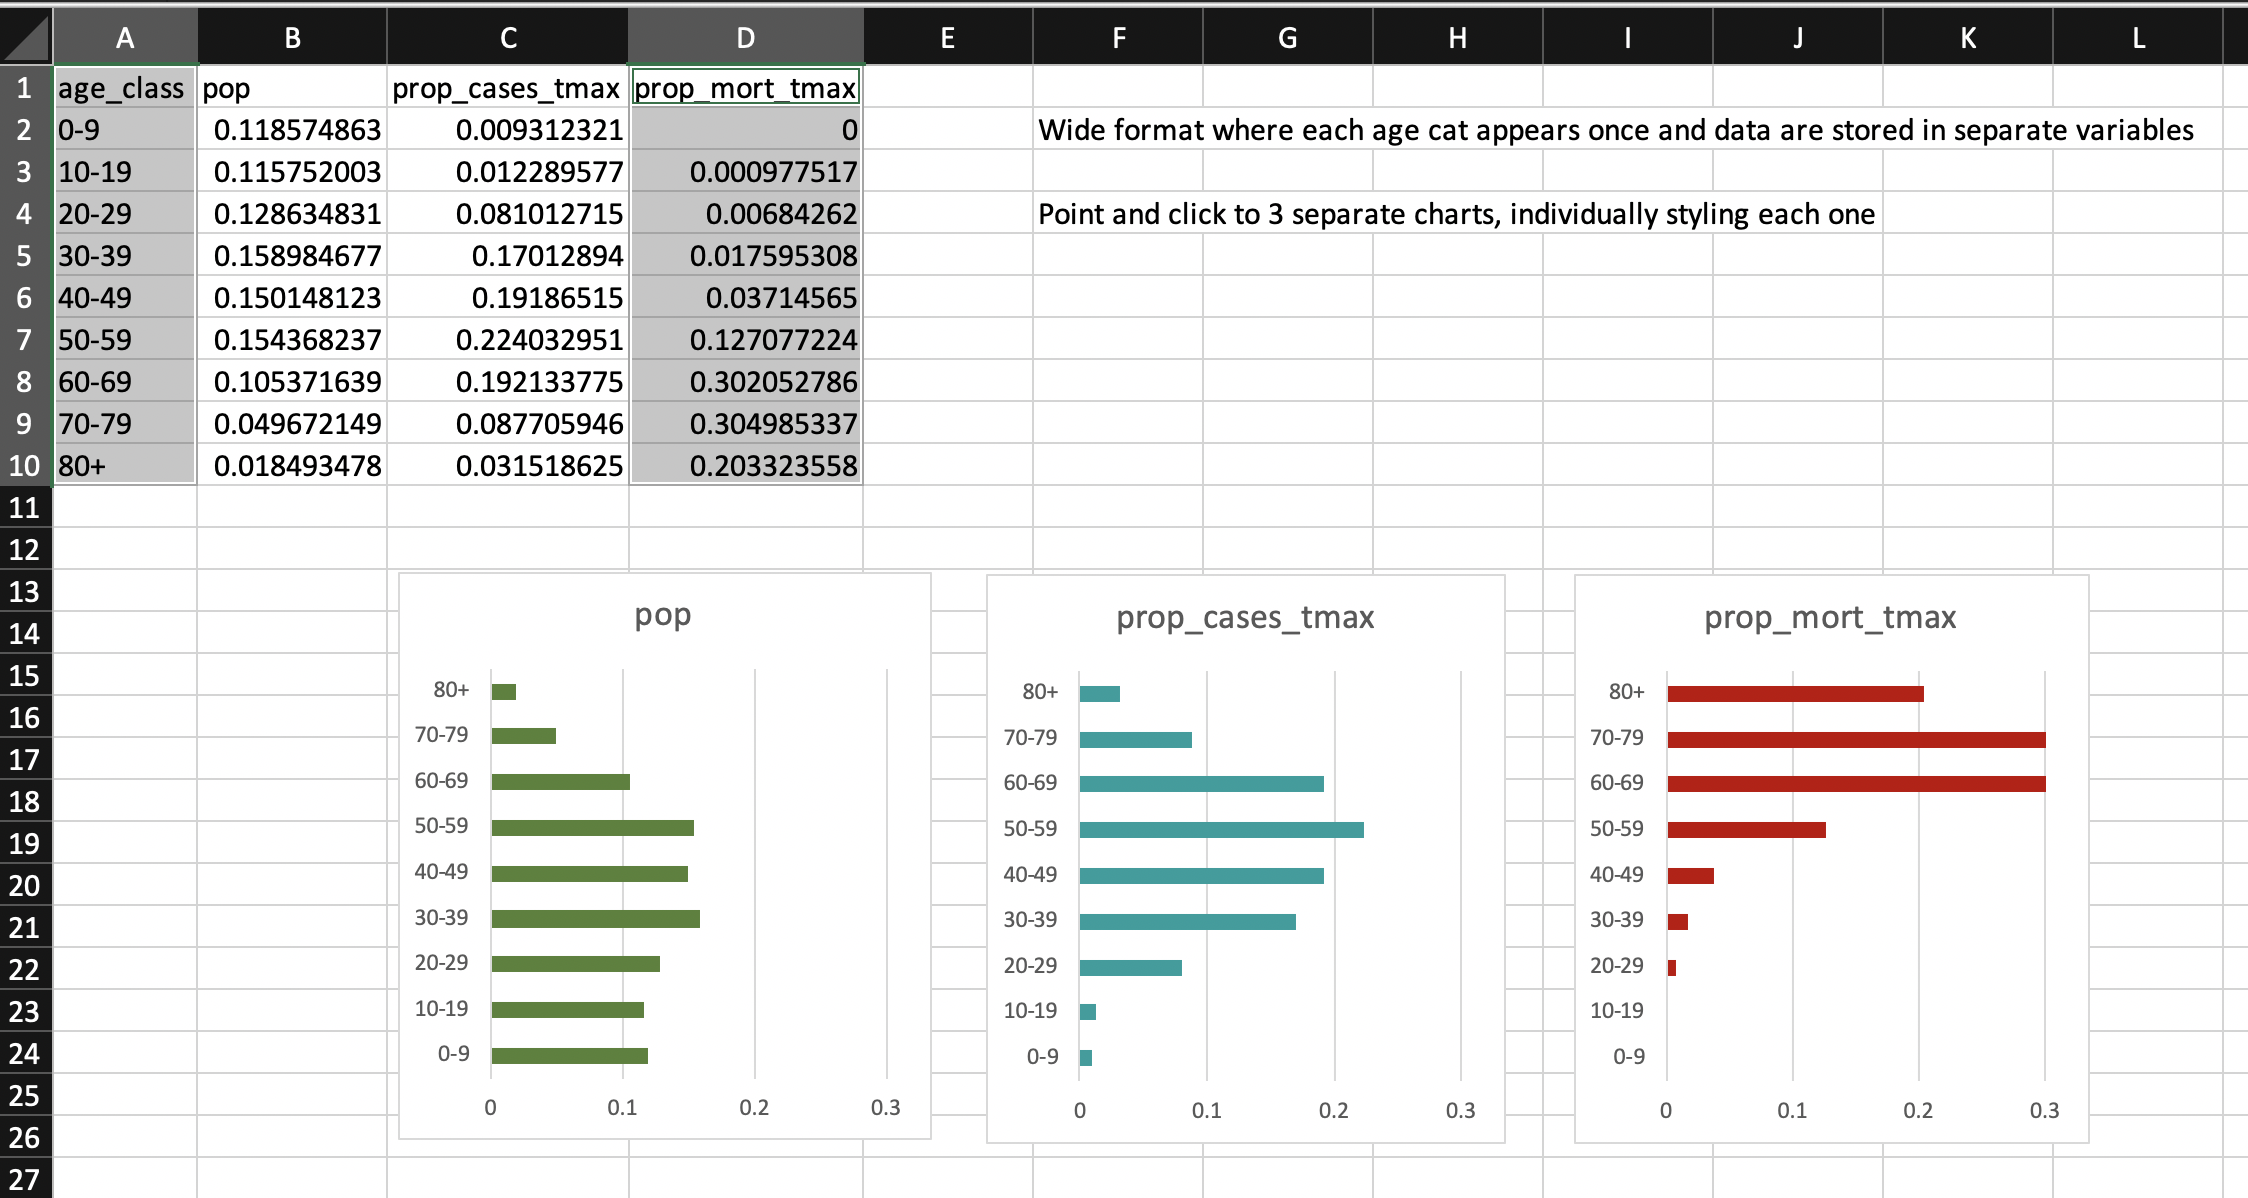 A B C D E F G H I J K L
1 age_class pop prop_cases_tmax prop_mort_tmax
2 0-9 0.118574863 0.009312321 0 Wide format where each age cat appears once and data are stored in separate variables
3 10-19 0.115752003 0.012289577 0.000977517
4 20-29 0.128634831 0.081012715 0.00684262 Point and click to 3 separate charts, individually styling each one
5 30-39 0.158984677 0.17012894 0.017595308
6 40-49 0.150148123 0.19186515 0.03714565
7 50-59 0.154368237 0.224032951 0.127077224
8 60-69 0.105371639 0.192133775 0.302052786
9 70-79 0.049672149 0.087705946 0.304985337
10 80+ 0.018493478 0.031518625 0.203323558
11
12
13
14
15
16
17
18
19
20
21
22
23
24
25
26
27
pop
80+
70-79
60-69
50-59
40-49
30-39
20-29
10-19
0-9
0 0.1 0.2 0.3
prop_cases_tmax
80+
70-79
60-69
50-59
40-49
30-39
20-29
10-19
0-9
0 0.1 0.2 0.3
prop_mort_tmax
80+
70-79
60-69
50-59
40-49
30-39
20-29
10-19
0-9
0 0.1 0.2 0.3